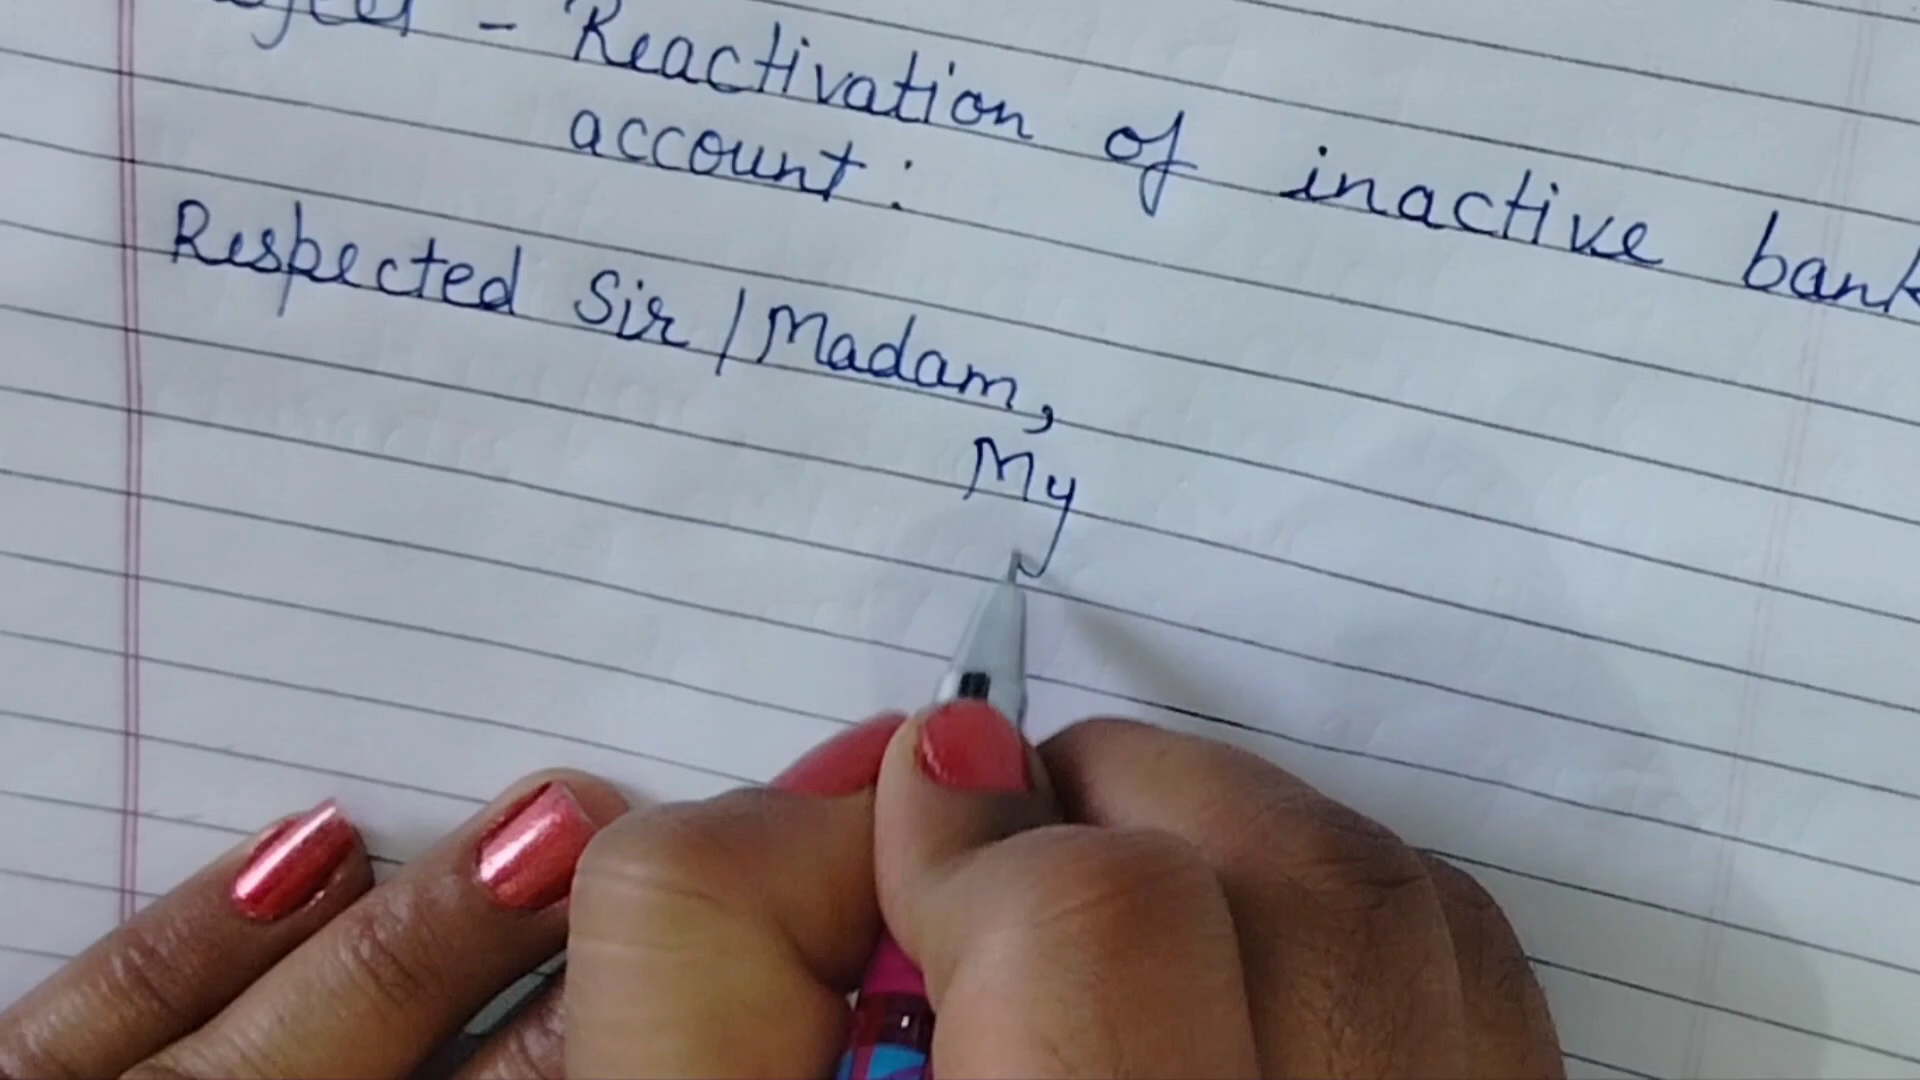 - Reactivation of inactive bank
account :
Respected Sir / Madam,
My